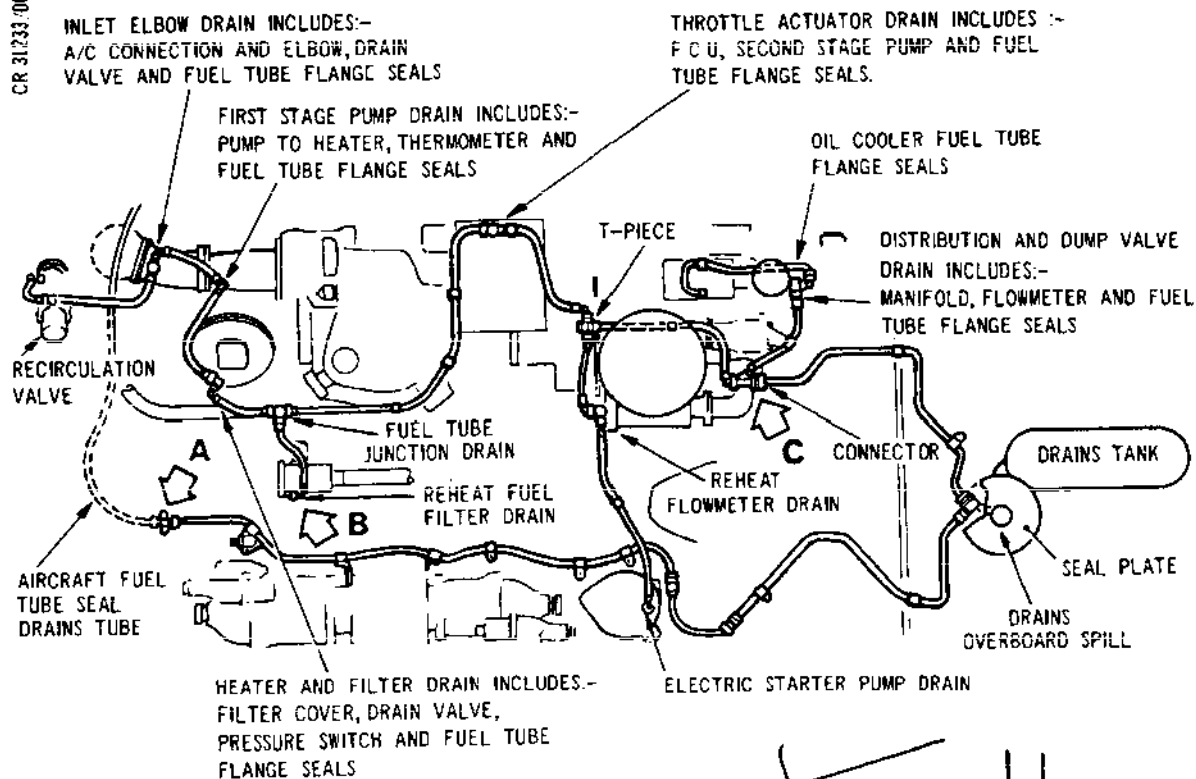 CR 31233/00
INLET ELBOW DRAIN INCLUDES:-
A/C CONNECTION AND ELBOW, DRAIN
VALVE AND FUEL TUBE FLANGE SEALS
THROTTLE ACTUATOR DRAIN INCLUDES :-
F C U, SECOND STAGE PUMP AND FUEL
TUBE FLANGE SEALS.
FIRST STAGE PUMP DRAIN INCLUDES:-
PUMP TO HEATER, THERMOMETER AND
FUEL TUBE FLANGE SEALS
OIL COOLER FUEL TUBE
FLANGE SEALS
T-PIECE
DISTRIBUTION AND DUMP VALVE
DRAIN INCLUDES:-
MANIFOLD, FLOWMETER AND FUEL
TUBE FLANGE SEALS
RECIRCULATION
VALVE
FUEL TUBE
JUNCTION DRAIN
A
C
CONNECTOR
DRAINS TANK
REHEAT
FLOWMETER DRAIN
REHEAT FUEL
FILTER DRAIN
B
SEAL PLATE
AIRCRAFT FUEL
TUBE SEAL
DRAINS TUBE
DRAINS
OVERBOARD SPILL
HEATER AND FILTER DRAIN INCLUDES.-
FILTER COVER, DRAIN VALVE,
PRESSURE SWITCH AND FUEL TUBE
FLANGE SEALS
ELECTRIC STARTER PUMP DRAIN